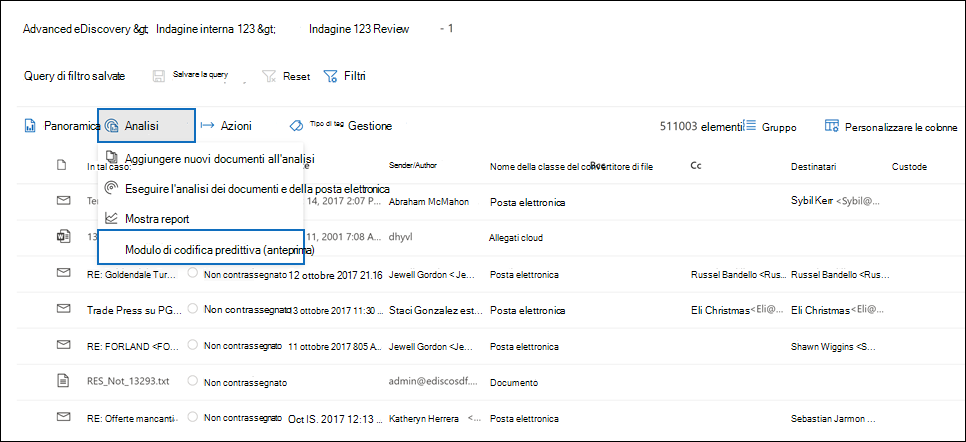 Advanced eDiscovery &gt; Indagine interna 123 &gt; Indagine 123 Review - 1
Query di filtro salvate Salvare la query Reset Filtri
Panoramica Analisi Azioni Tipo di tag Gestione 511003 elementi Gruppo Personalizzare le colonne
In tal caso: Sender/Author Nome della classe del convertitore di file Bcc Cc Destinatari Custode
Aggiungere nuovi documenti all'analisi
Eseguire l'analisi dei documenti e della posta elettronica
14, 2017 2:07 P... Abraham McMahon Posta elettronica Sybil Kerr <Sybil@...
Mostra report
13 11, 2001 7:08 A... dhyvl Allegati cloud
Modulo di codifica predittiva (anteprima)
RE: Goldendale Tur... Non contrassegnato 12 ottobre 2017 21.16 Jewell Gordon <Je... Posta elettronica Russel Bandello <Rus... Russel Bandello <Rus...
Trade Press su PG... Non contrassegnato 13 ottobre 2017 11:30 ... Staci Gonzalez est... Posta elettronica Eli Christmas <Eli@... Eli Christmas <Eli@...
RE: FORLAND <FO... Non contrassegnato 11 ottobre 2017 805 A... Jewell Gordon <Je... Posta elettronica Shawn Wiggins <S...
RES_Not_13293.txt Non contrassegnato admin@ediscosdf... Documento
RE: Offerte mancanti... Non contrassegnato Oct IS. 2017 12:13 ... Katheryn Herrera <... Posta elettronica Sebastian Jarmon ...